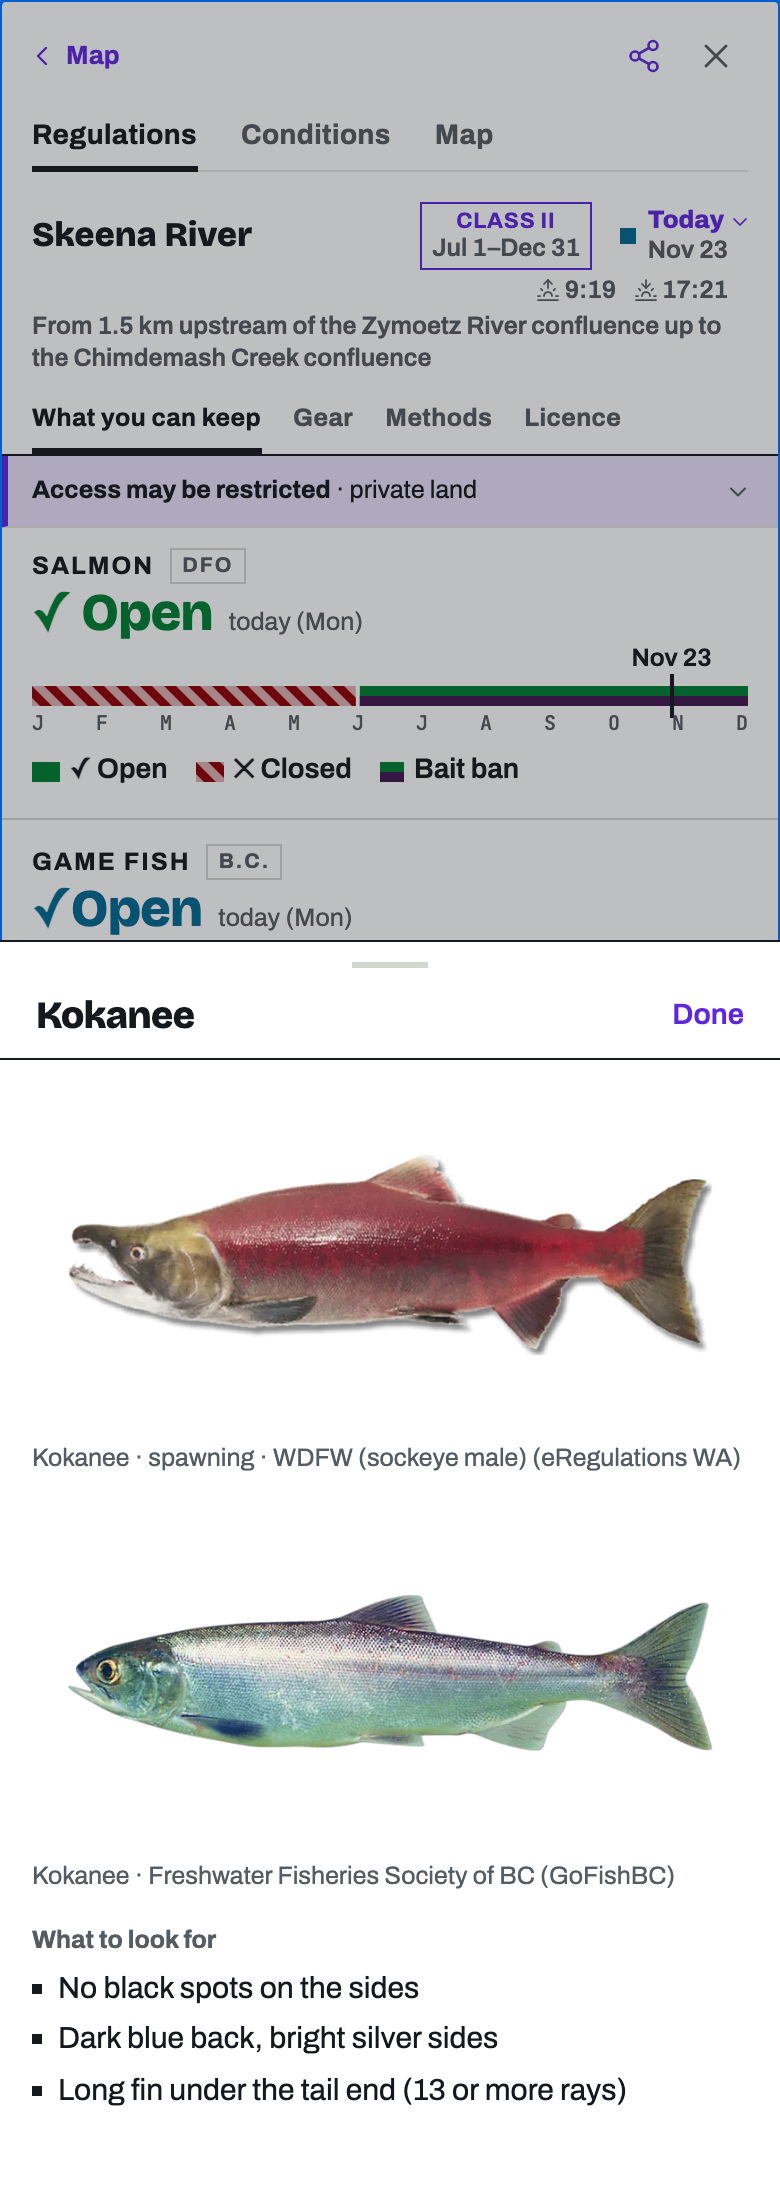 Map
Regulations Conditions Map
Skeena River
CLASS II
Jul 1–Dec 31
Today
Nov 23
9:19 17:21
From 1.5 km upstream of the Zymoetz River confluence up to
the Chimdemash Creek confluence
What you can keep Gear Methods Licence
Access may be restricted · private land
SALMON DFO
✓ Open today (Mon)
Nov 23
J F M A M J J A S O N D
✓ Open ✕ Closed Bait ban
GAME FISH B.C.
✓Open today (Mon)
Kokanee Done
Kokanee · spawning · WDFW (sockeye male) (eRegulations WA)
Kokanee · Freshwater Fisheries Society of BC (GoFishBC)
What to look for
▪ No black spots on the sides
▪ Dark blue back, bright silver sides
▪ Long fin under the tail end (13 or more rays)